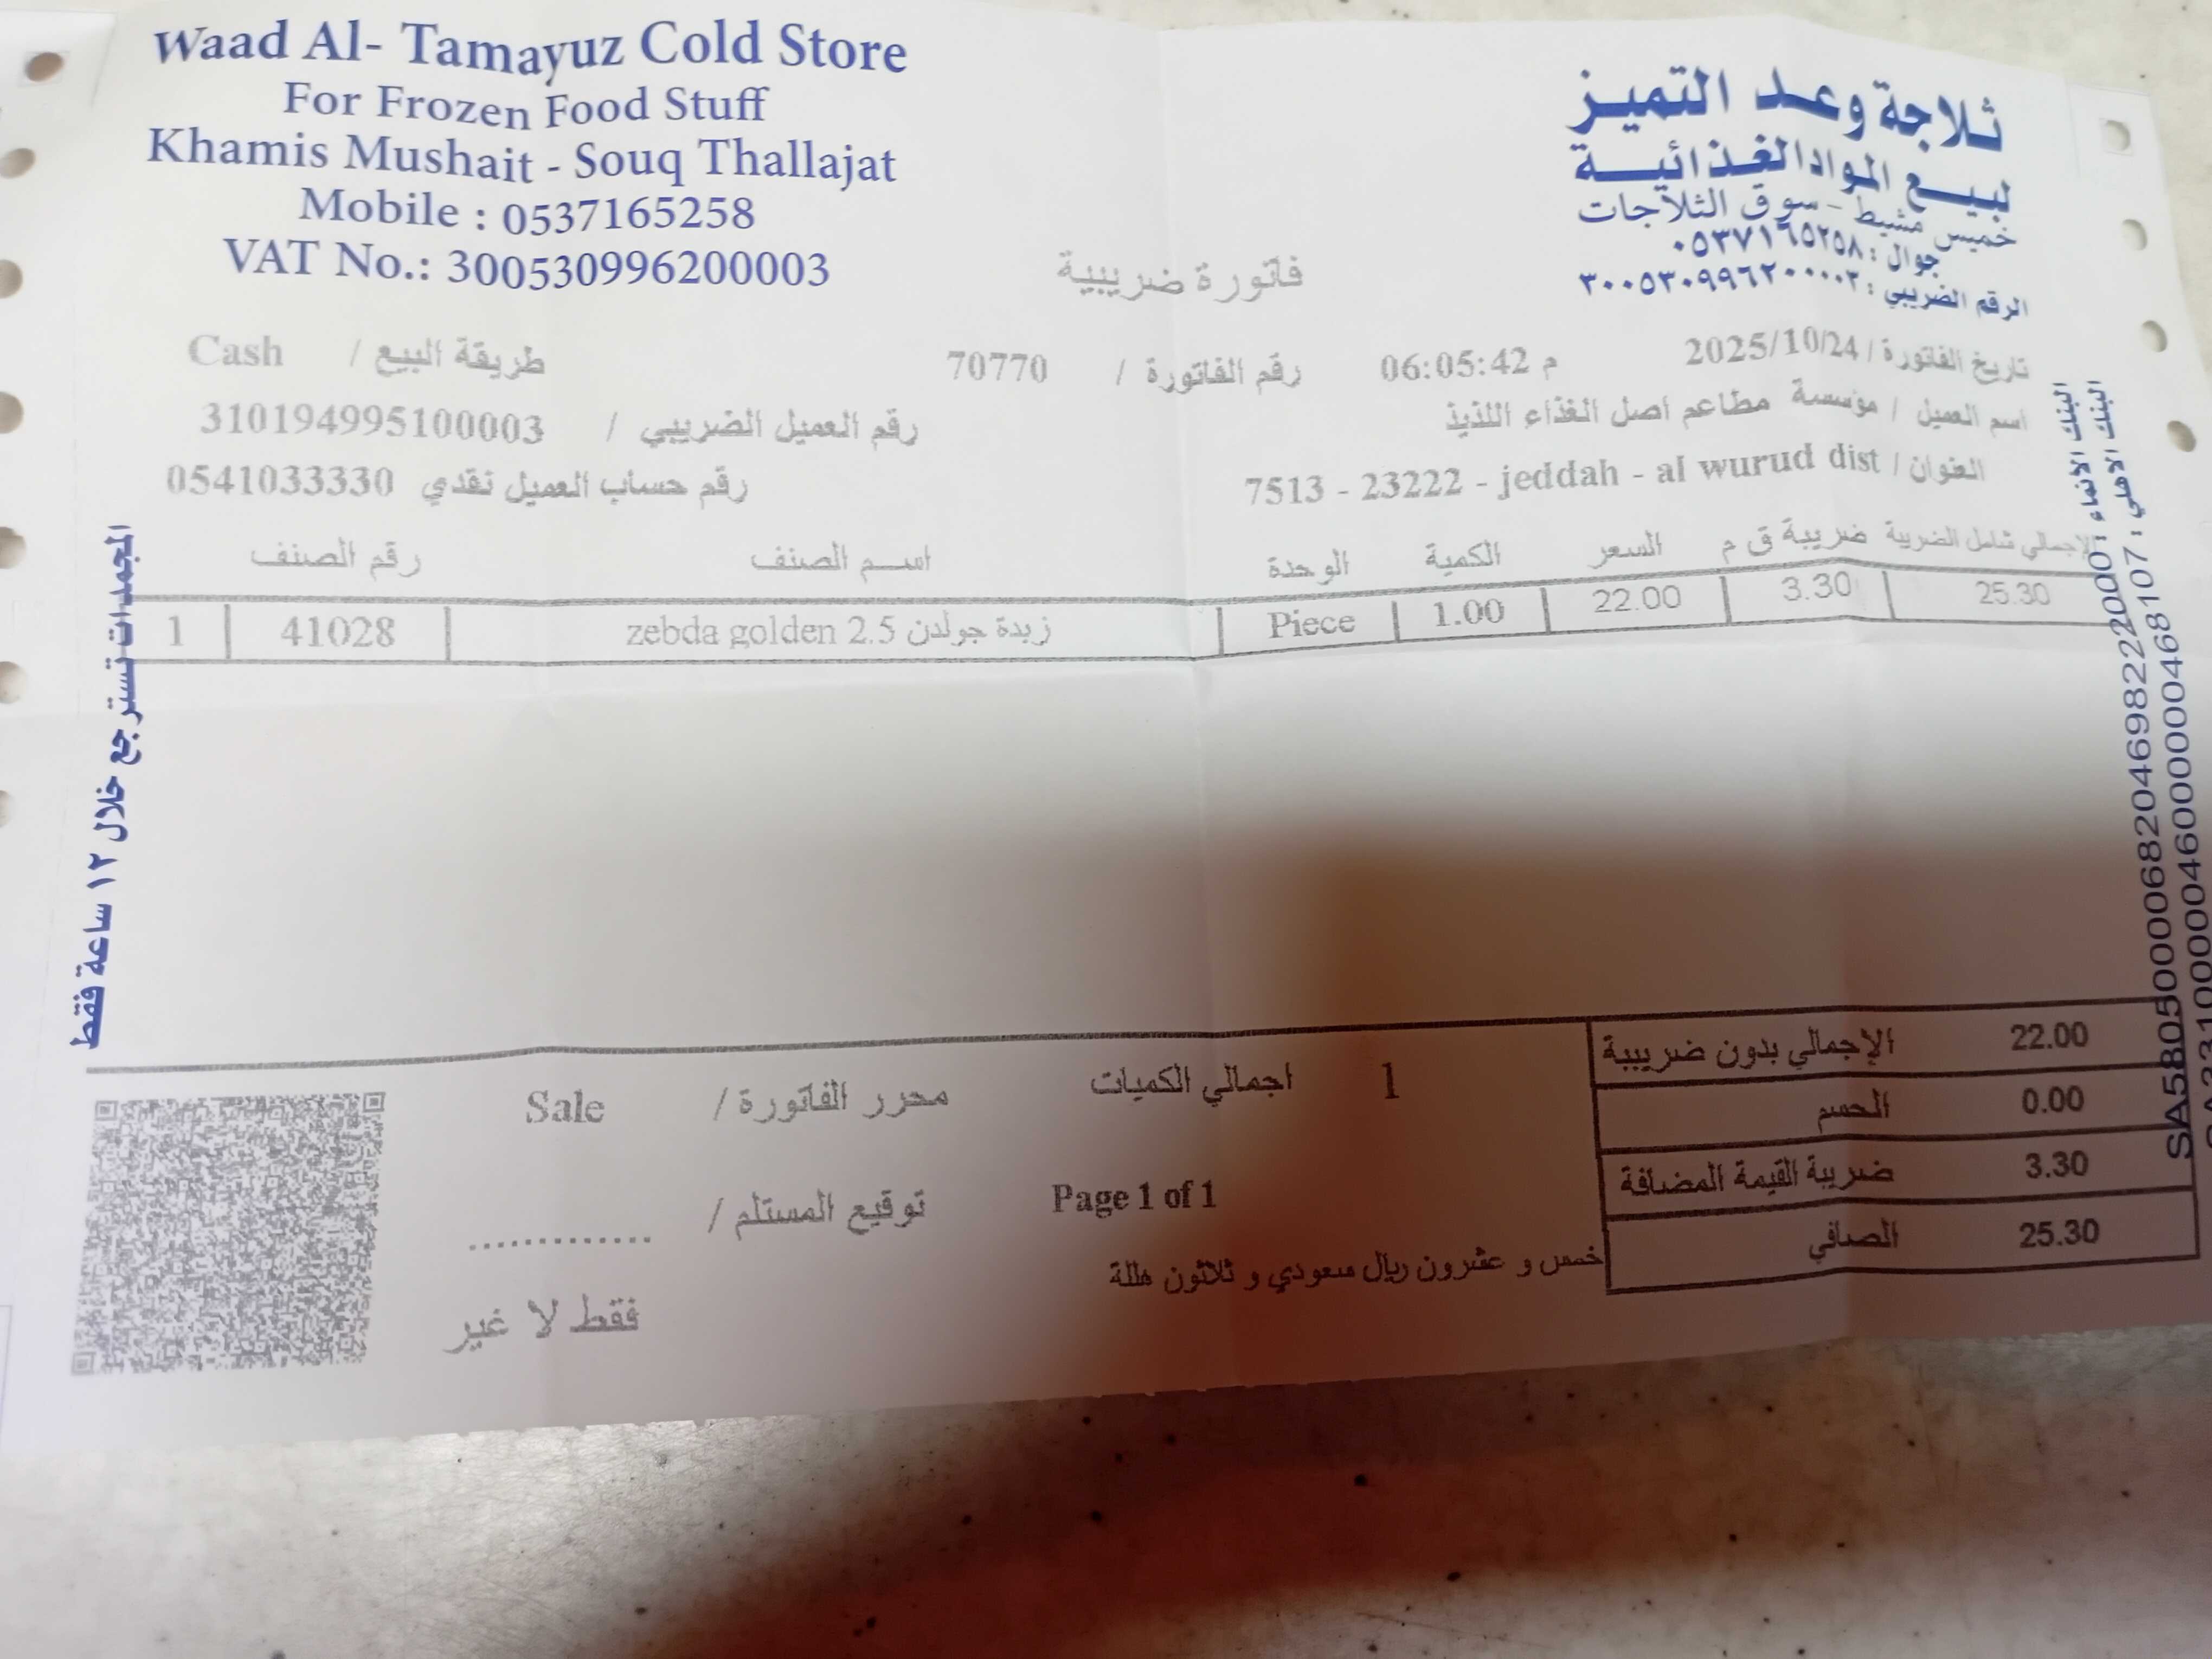 Waad Al- Tamayuz Cold Store
For Frozen Food Stuff
Khamis Mushait - Souq Thallajat
Mobile : 0537165258
VAT No.: 300530996200003
ثلاجة وعد التميز
لبيع المواد الغذائية
خميس مشيط - سوق الثلاجات
جوال : ٠٥٣٧١٦٥٢٥٨
الرقم الضريبي : ٣٠٠٥٣٠٩٩٦٢٠٠٠٠٣
فاتورة ضريبية
تاريخ الفاتورة / 2025/10/24 06:05:42 م رقم الفاتورة / 70770 طريقة البيع / Cash
اسم العميل / مؤسسة مطاعم اصل الغذاء اللذيذ رقم العميل الضريبي / 310194995100003
العنوان / 7513 - 23222 - jeddah - al wurud dist رقم حساب العميل نقدي 0541033330
رقم الصنف اسم الصنف الوحدة الكمية السعر ضريبة ق م الاجمالي شامل الضريبة
1 41028 zebda golden 2.5 زبدة جولدن Piece 1.00 22.00 3.30 25.30
المجمدات تسترجع خلال ١٢ ساعة فقط
البنك الانماء : SA5805000068204698222000
البنك الاهلي :
اجمالي الكميات 1
الإجمالي بدون ضريبة 22.00
الخصم 0.00
ضريبة القيمة المضافة 3.30
الصافي 25.30
محرر الفاتورة / Sale
توقيع المستلم / ............
Page 1 of 1
خمس و عشرون ريال سعودي و ثلاثون هللة
فقط لا غير